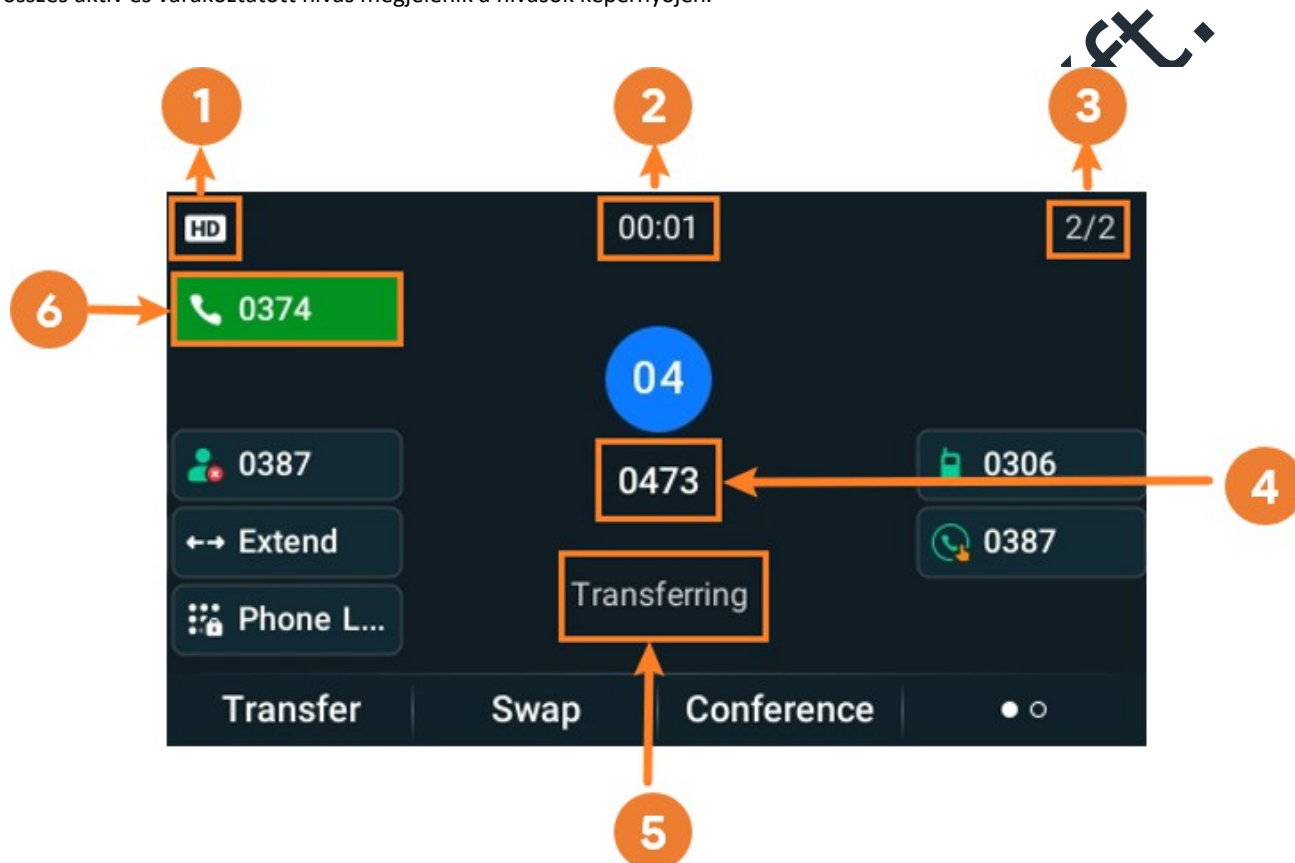 összes aktív és várakoztatott hívás megjelenik a hívások képernyőjén.
1
2
3
HD
00:01
2/2
6
0374
04
0387
0473
0306
4
Extend
0387
Transferring
Phone L...
Transfer
Swap
Conference
5